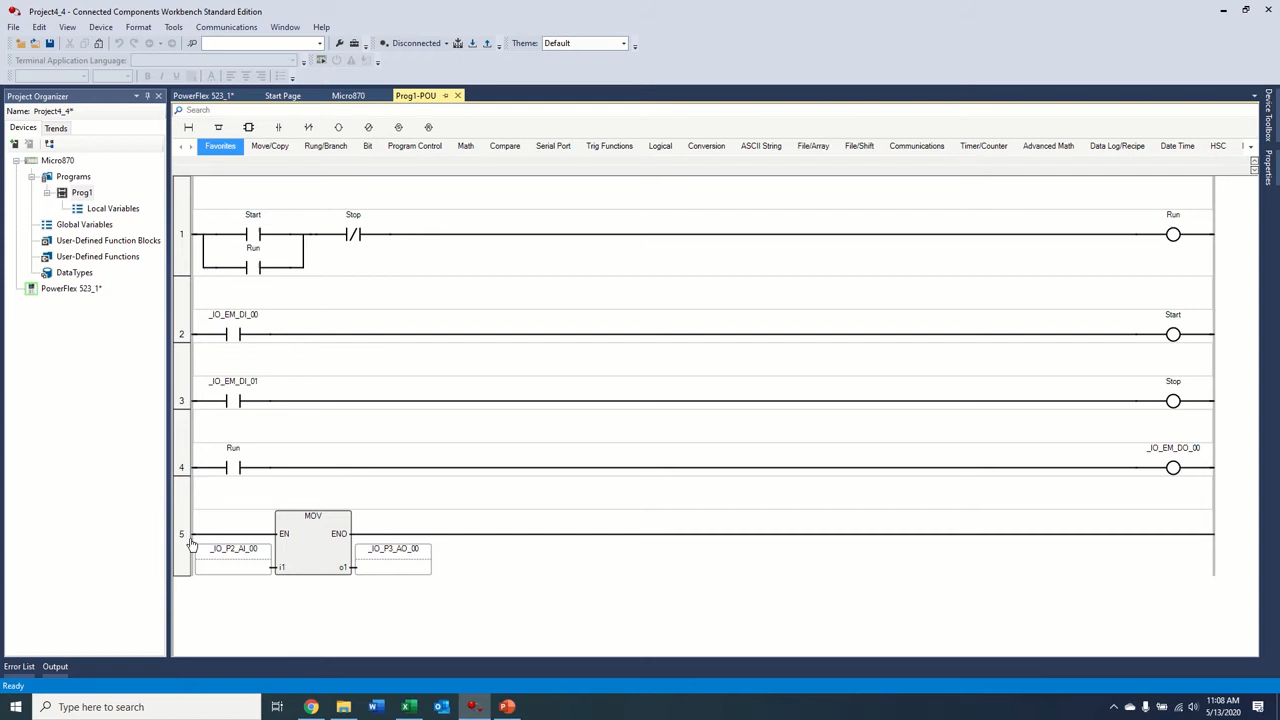 Project4_4* - Connected Components Workbench Standard Edition
File Edit View Device Format Tools Communications Window Help
Disconnected Theme: Default
Terminal Application Language:
Project Organizer
PowerFlex 523_1* Start Page Micro870 Prog1-POU
Name: Project4_4*
Search
Devices Trends
Favorites Move/Copy Rung/Branch Bit Program Control Math Compare Serial Port Trig Functions Logical Conversion ASCII String File/Array File/Shift Communications Timer/Counter Advanced Math Data Log/Recipe Date Time HSC
Micro870
Programs
Prog1
Local Variables
Global Variables
User-Defined Function Blocks
User-Defined Functions
DataTypes
PowerFlex 523_1*
Start Stop Run
1
Run
_IO_EM_DI_00 Start
2
_IO_EM_DI_01 Stop
3
Run _IO_EM_DO_00
4
MOV
5 EN ENO
_IO_P2_AI_00 _IO_P3_AO_00
i1 o1
Device Toolbox
Properties
Error List Output
Ready
Type here to search
11:08 AM
5/13/2020